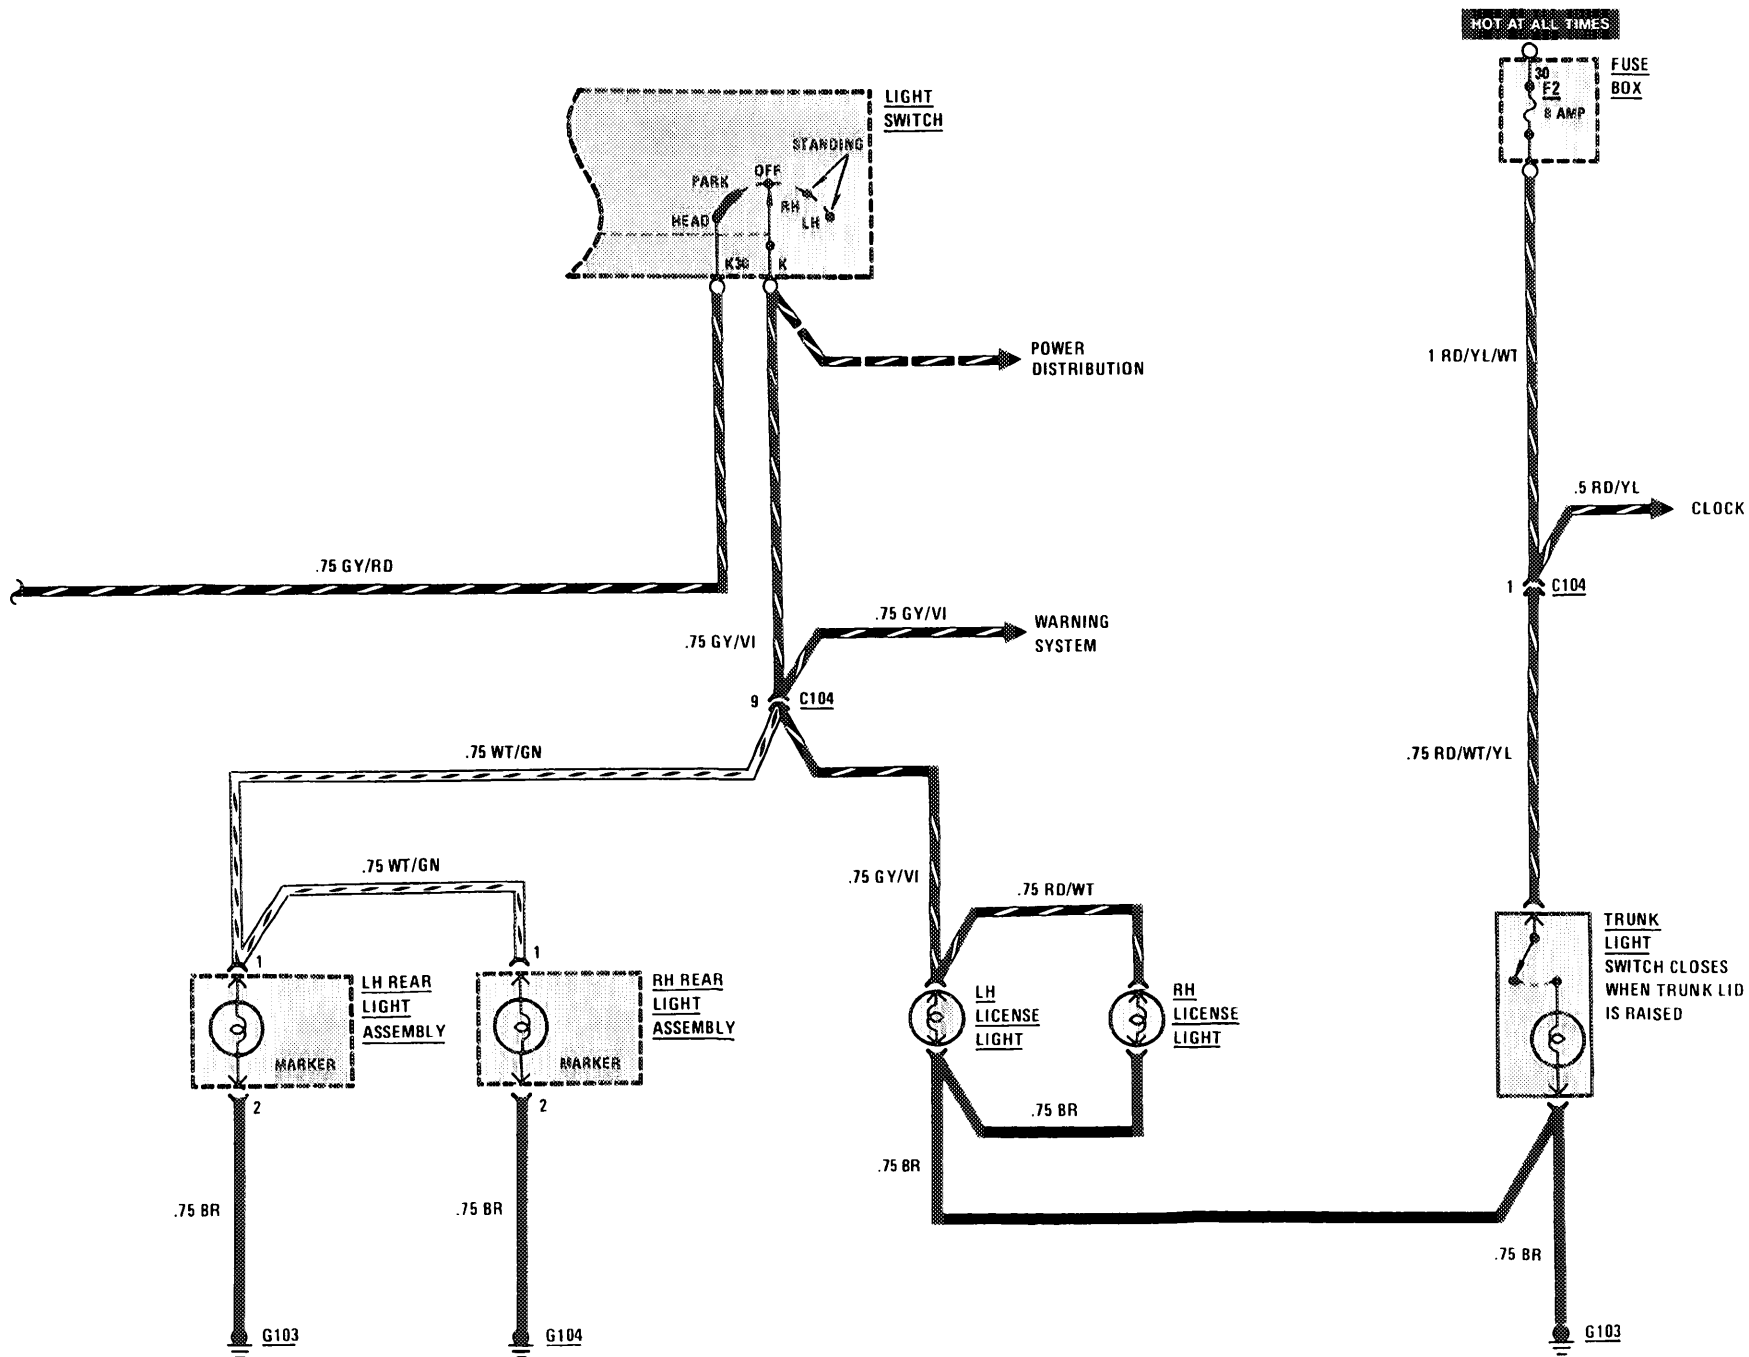 HOT AT ALL TIMES
30
F2
8 AMP
FUSE
BOX
LIGHT
SWITCH
STANDING
OFF
PARK
RH
HEAD
LH
K30
K
POWER
DISTRIBUTION
1 RD/YL/WT
.5 RD/YL
CLOCK
.75 GY/RD
1
C104
.75 GY/VI
WARNING
SYSTEM
.75 GY/VI
9
C104
.75 WT/GN
.75 RD/WT/YL
.75 WT/GN
.75 GY/VI
.75 RD/WT
TRUNK
LIGHT
SWITCH CLOSES
WHEN TRUNK LID
IS RAISED
1
LH REAR
LIGHT
ASSEMBLY
MARKER
2
1
RH REAR
LIGHT
ASSEMBLY
MARKER
2
LH
LICENSE
LIGHT
RH
LICENSE
LIGHT
.75 BR
.75 BR
.75 BR
.75 BR
.75 BR
G103
G104
G103